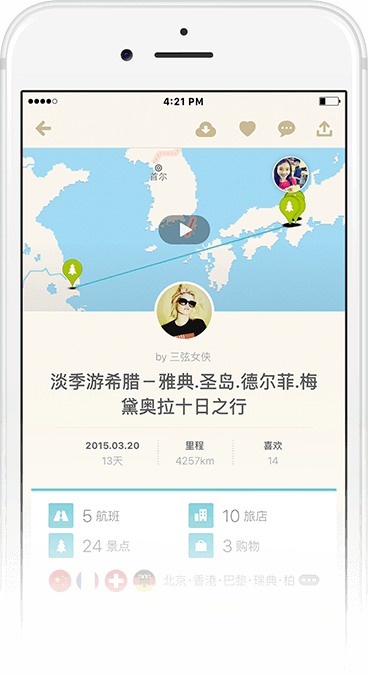 4:21 PM
首尔
by 三弦女侠
淡季游希腊－雅典.圣岛.德尔菲.梅
黛奥拉十日之行
2015.03.20 里程 喜欢
13天 4257km 14
5 航班 10 旅店
24 景点 3 购物
北京·香港·巴黎·瑞典·柏